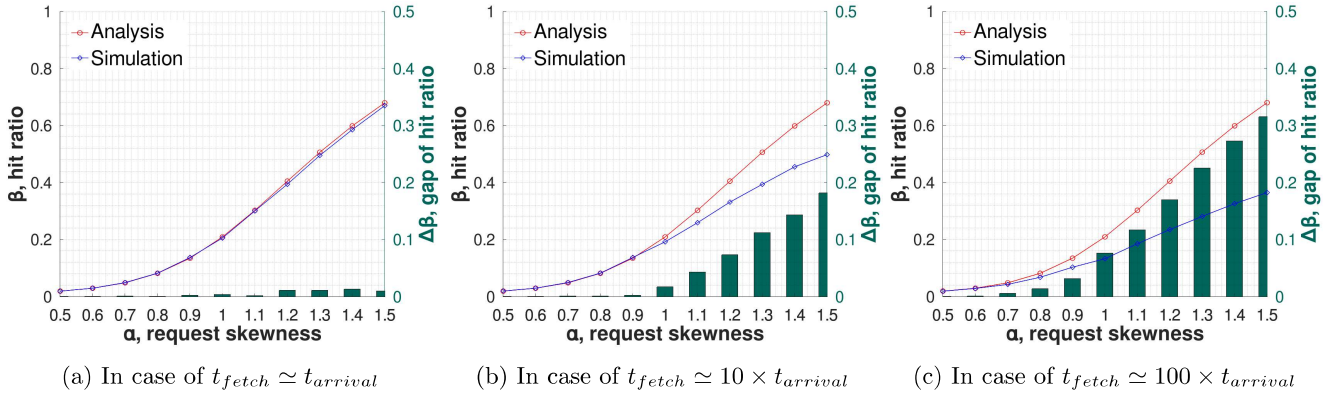 1
0.8
0.6
0.4
0.2
0
β, hit ratio
Analysis
Simulation
0.5
0.4
0.3
0.2
0.1
0
Δβ, gap of hit ratio
0.5 0.6 0.7 0.8 0.9 1 1.1 1.2 1.3 1.4 1.5
α, request skewness
(a) In case of t_fetch ≃ t_arrival
1
0.8
0.6
0.4
0.2
0
β, hit ratio
Analysis
Simulation
0.5
0.4
0.3
0.2
0.1
0
Δβ, gap of hit ratio
0.5 0.6 0.7 0.8 0.9 1 1.1 1.2 1.3 1.4 1.5
α, request skewness
(b) In case of t_fetch ≃ 10 × t_arrival
1
0.8
0.6
0.4
0.2
0
β, hit ratio
Analysis
Simulation
0.5
0.4
0.3
0.2
0.1
0
Δβ, gap of hit ratio
0.5 0.6 0.7 0.8 0.9 1 1.1 1.2 1.3 1.4 1.5
α, request skewness
(c) In case of t_fetch ≃ 100 × t_arrival